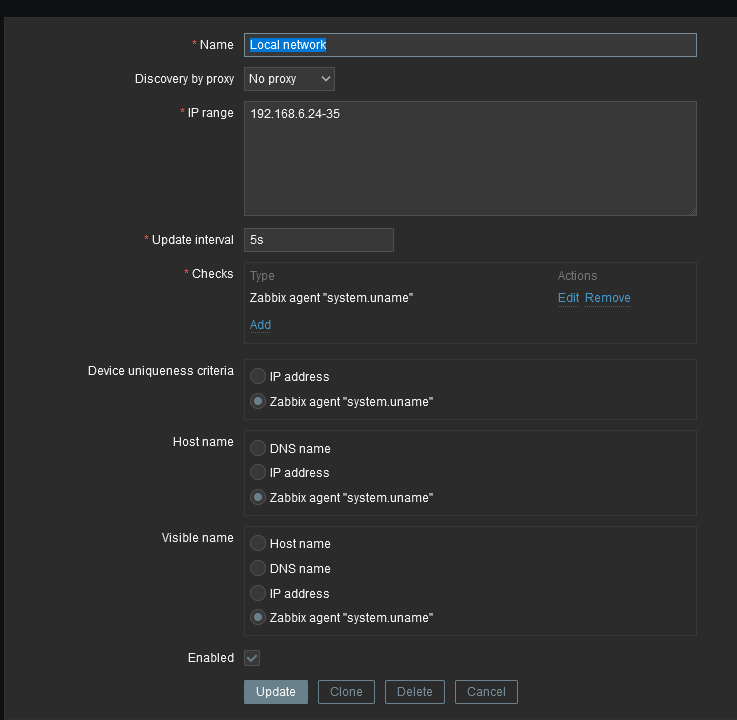 * Name Local network
Discovery by proxy No proxy
* IP range 192.168.6.24-35
* Update interval 5s
* Checks Type Actions
Zabbix agent "system.uname" Edit Remove
Add
Device uniqueness criteria IP address
Zabbix agent "system.uname"
Host name DNS name
IP address
Zabbix agent "system.uname"
Visible name Host name
DNS name
IP address
Zabbix agent "system.uname"
Enabled
Update Clone Delete Cancel